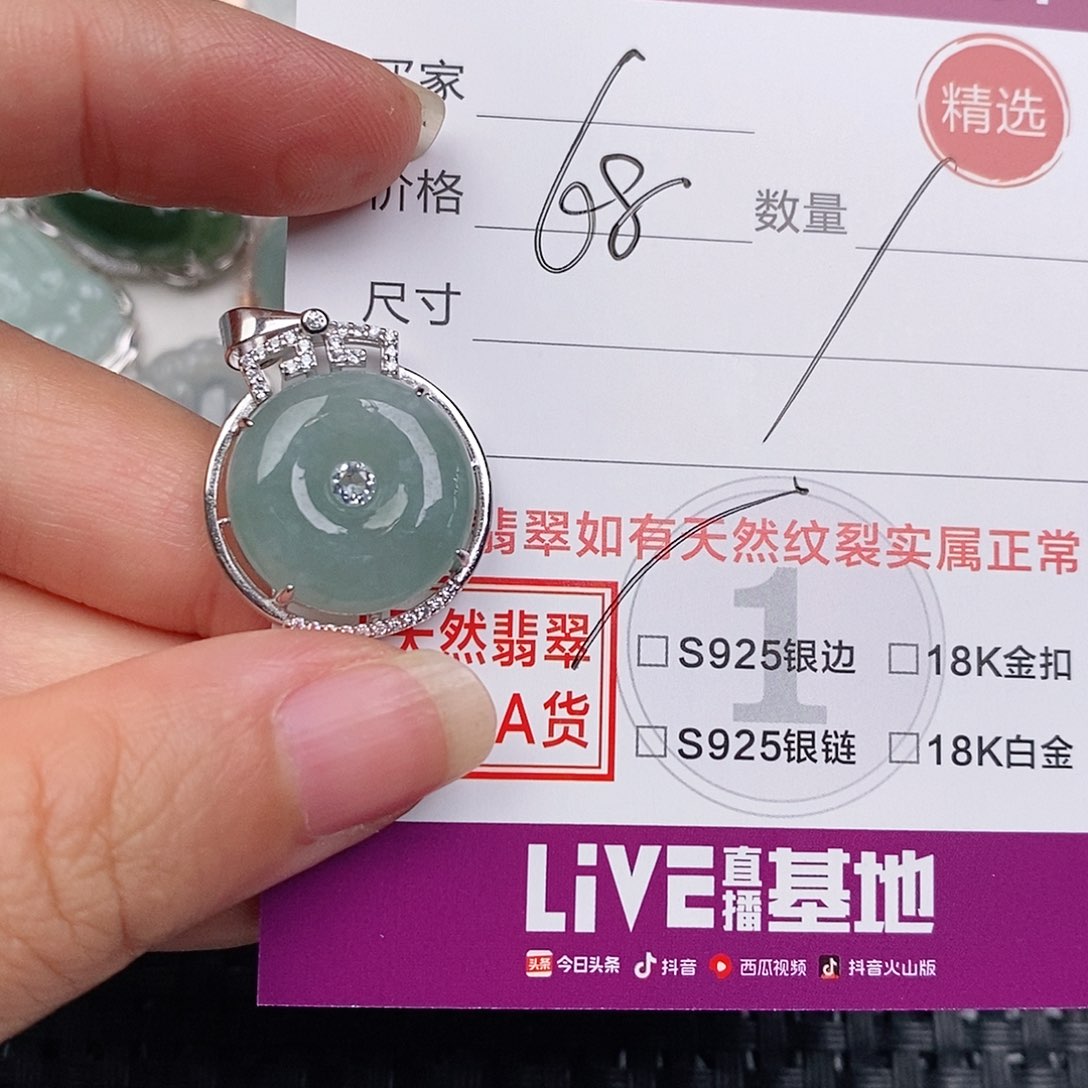 买家
精选
价格 68 数量
尺寸
翡翠如有天然纹裂实属正常
天然翡翠
A货
1
S925银边 18K金扣
S925银链 18K白金
LiVE直播基地
头条 今日头条 抖音 西瓜视频 抖音火山版